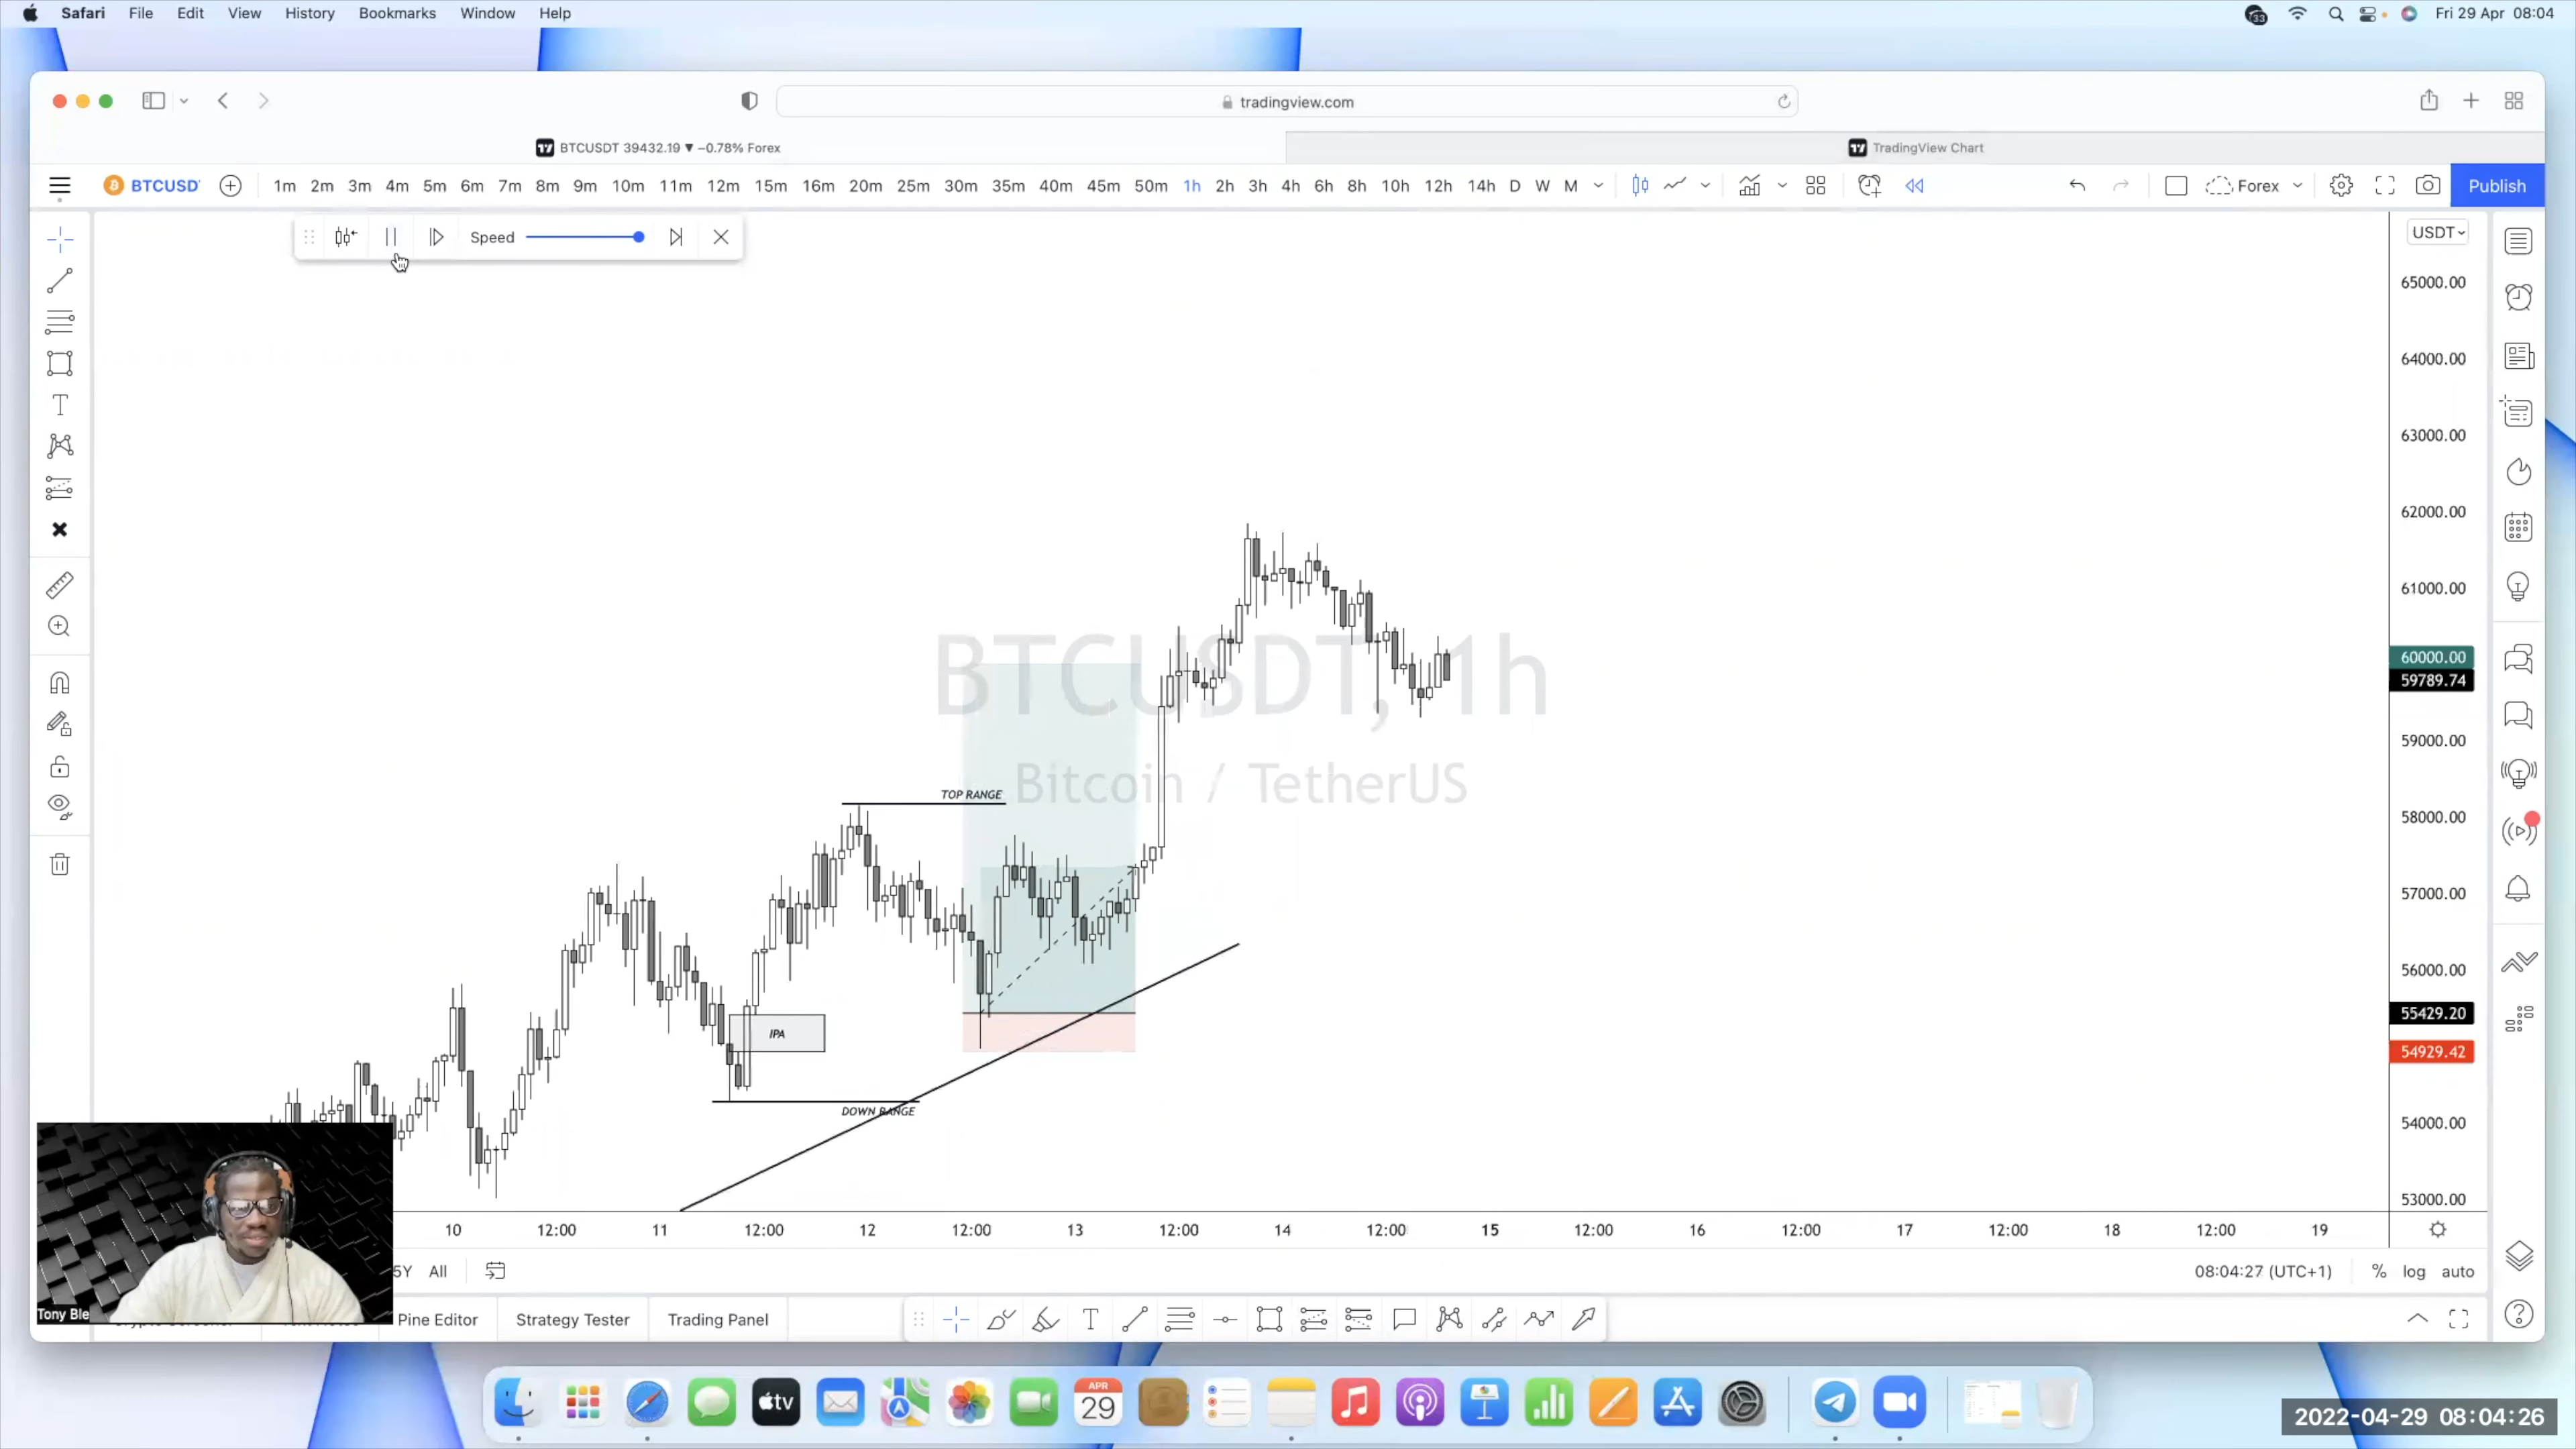 Safari File Edit View History Bookmarks Window Help
33
Fri 29 Apr 08:04
tradingview.com
BTCUSDT 39432.19 ▼ −0.78% Forex
TradingView Chart
BTCUSD 1m 2m 3m 4m 5m 6m 7m 8m 9m 10m 11m 12m 15m 16m 20m 25m 30m 35m 40m 45m 50m 1h 2h 3h 4h 6h 8h 10h 12h 14h D W M Forex Publish
Speed
USDT
65000.00
64000.00
63000.00
62000.00
61000.00
60000.00
59789.74
59000.00
58000.00
57000.00
56000.00
55429.20
54929.42
54000.00
53000.00
BTCUSDT, 1h
Bitcoin / TetherUS
TOP RANGE
IPA
DOWN RANGE
10 12:00 11 12:00 12 12:00 13 12:00 14 12:00 15 12:00 16 12:00 17 12:00 18 12:00 19
5Y All
08:04:27 (UTC+1) % log auto
Tony Ble
Pine Editor Strategy Tester Trading Panel
tv
APR
29
2022-04-29 08:04:26